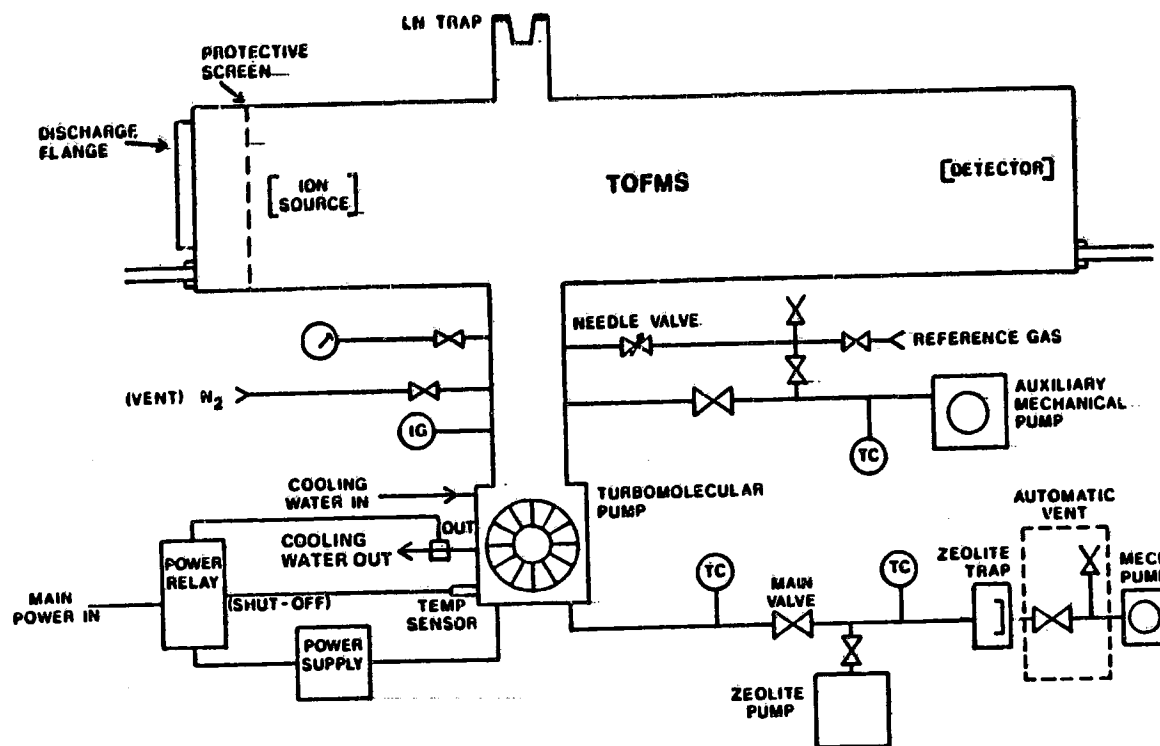 LN TRAP
PROTECTIVE
SCREEN
DISCHARGE
FLANGE
[ION
SOURCE]
TOFMS
[DETECTOR]
NEEDLE VALVE
REFERENCE GAS
(VENT) N2
AUXILIARY
MECHANICAL
PUMP
IG
TC
COOLING
WATER IN
TURBOMOLECULAR
PUMP
AUTOMATIC
VENT
OUT
COOLING
WATER OUT
POWER
RELAY
TC
MAIN
VALVE
TC
ZEOLITE
TRAP
MECH
PUMP
MAIN
POWER IN
(SHUT-OFF)
TEMP
SENSOR
POWER
SUPPLY
ZEOLITE
PUMP